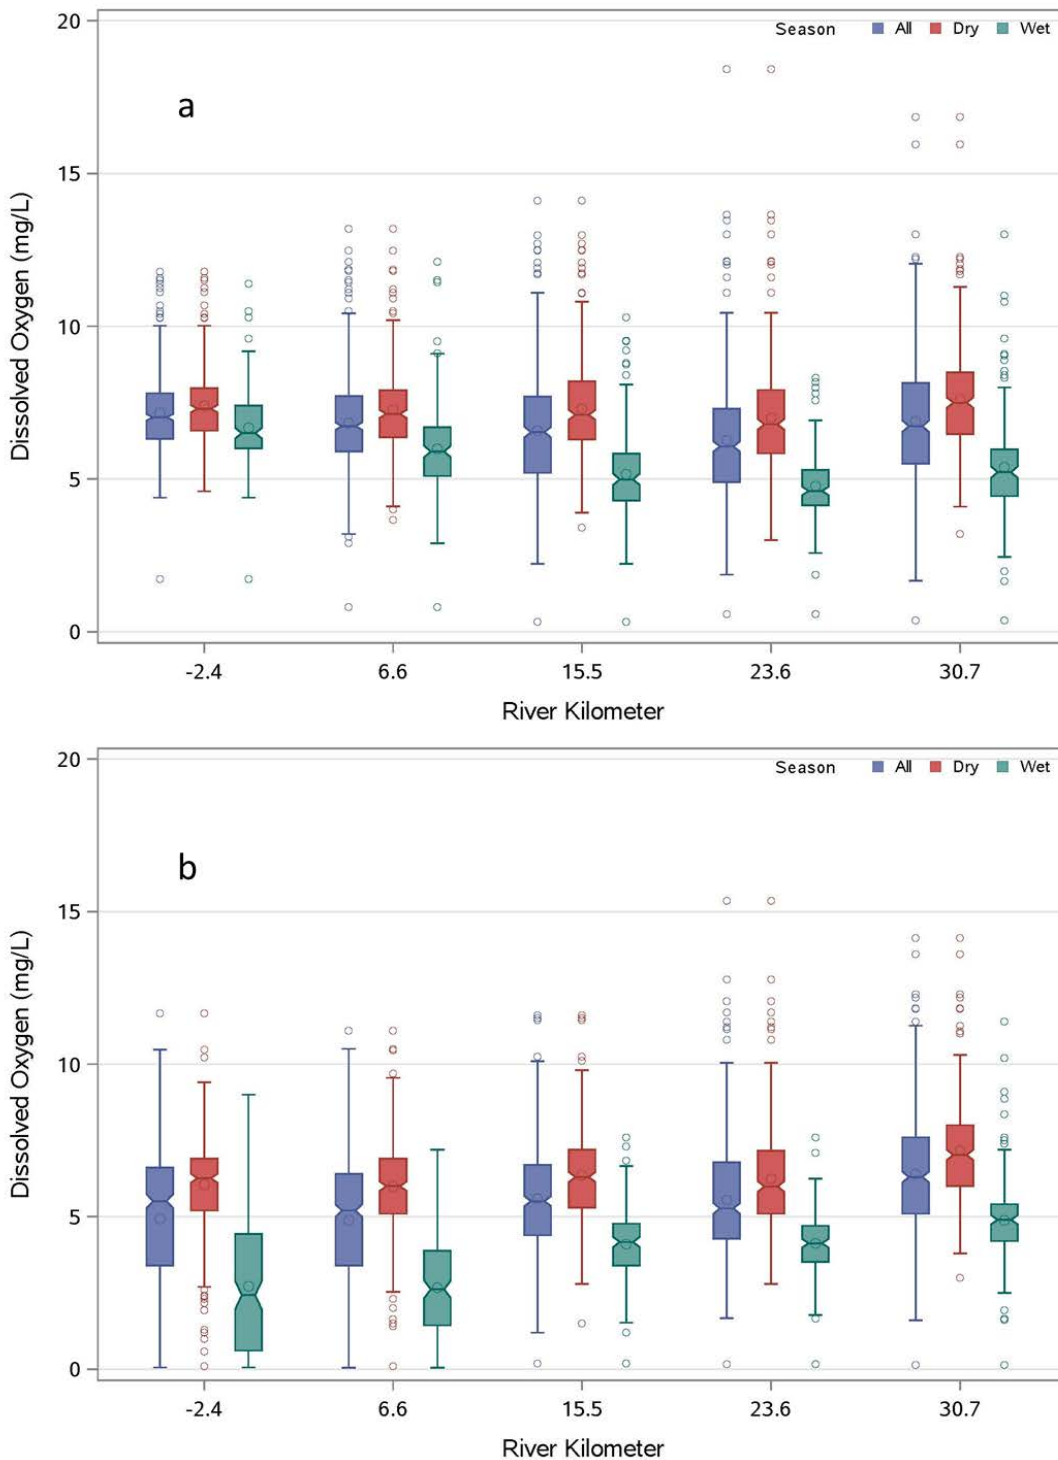 20
Season All Dry Wet
a
15
10
5
0
Dissolved Oxygen (mg/L)
-2.4 6.6 15.5 23.6 30.7
River Kilometer
20
Season All Dry Wet
b
15
10
5
0
Dissolved Oxygen (mg/L)
-2.4 6.6 15.5 23.6 30.7
River Kilometer